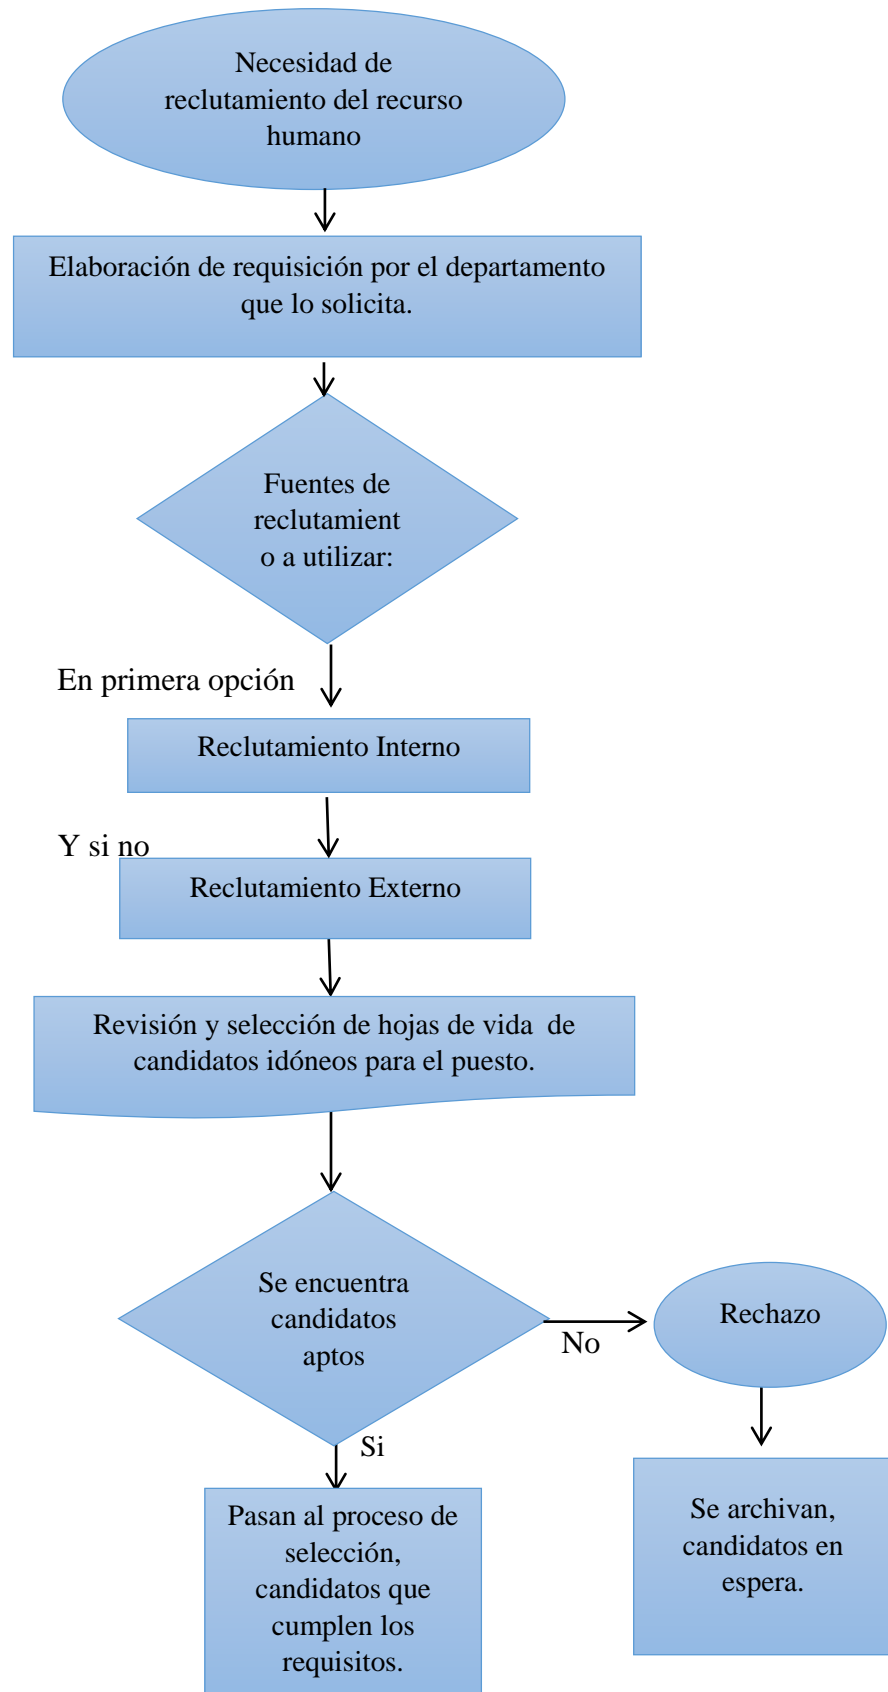 Necesidad de
reclutamiento del recurso
humano
Elaboración de requisición por el departamento
que lo solicita.
Fuentes de
reclutamient
o a utilizar:
En primera opción
Reclutamiento Interno
Y si no
Reclutamiento Externo
Revisión y selección de hojas de vida  de
candidatos idóneos para el puesto.
Se encuentra
candidatos
aptos
No
Rechazo
Si
Pasan al proceso de
selección,
candidatos que
cumplen los
requisitos.
Se archivan,
candidatos en
espera.